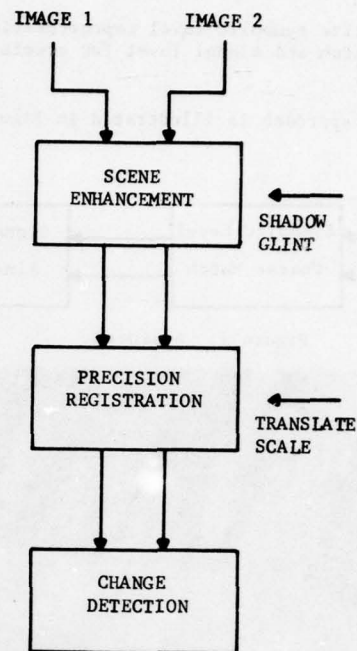 IMAGE 1 IMAGE 2
SCENE
ENHANCEMENT
SHADOW
GLINT
PRECISION
REGISTRATION
TRANSLATE
SCALE
CHANGE
DETECTION